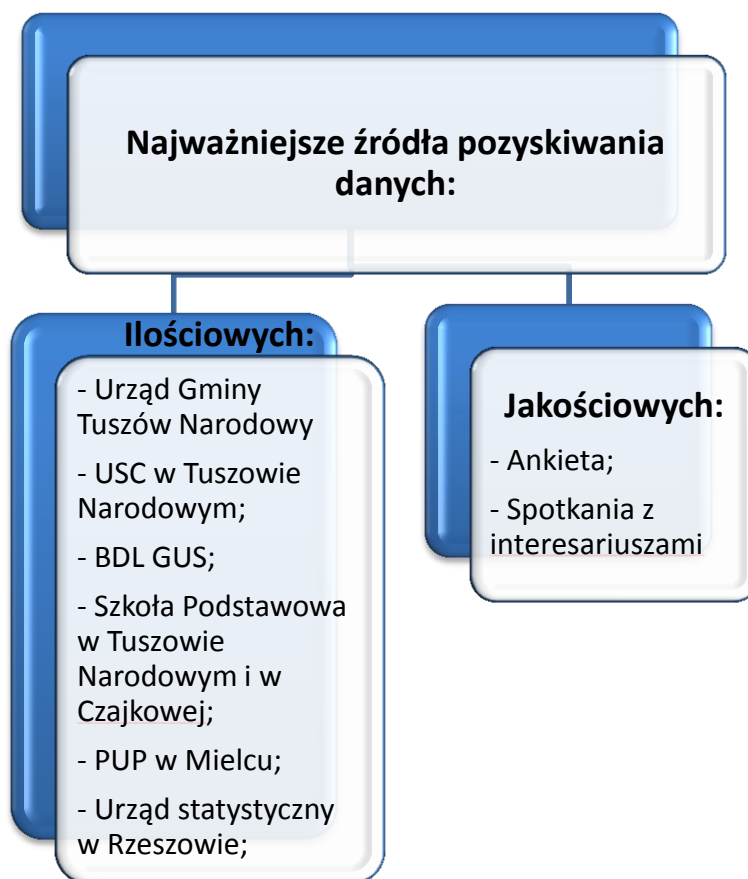 Najważniejsze źródła pozyskiwania
danych:
Ilościowych:
- Urząd Gminy
Tuszów Narodowy
- USC w Tuszowie
Narodowym;
- BDL GUS;
- Szkoła Podstawowa
w Tuszowie
Narodowym i w
Czajkowej;
- PUP w Mielcu;
- Urząd statystyczny
w Rzeszowie;
Jakościowych:
- Ankieta;
- Spotkania z
interesariuszami